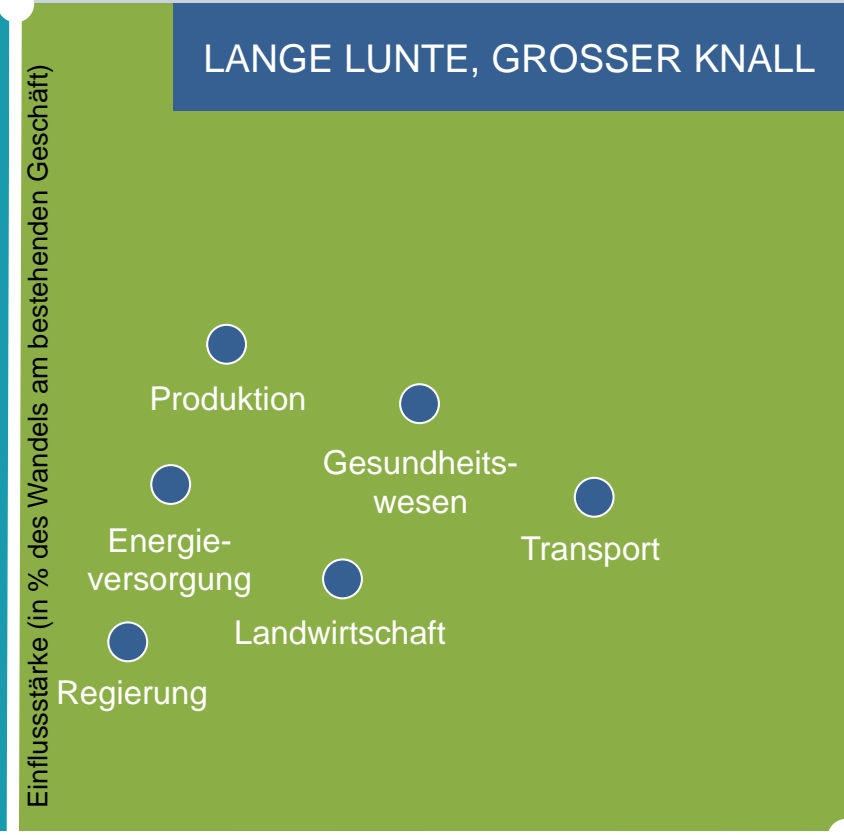 LANGE LUNTE, GROSSER KNALL
Einflussstärke (in % des Wandels am bestehenden Geschäft)
Produktion
Gesundheits-
wesen
Energie-
versorgung
Transport
Landwirtschaft
Regierung